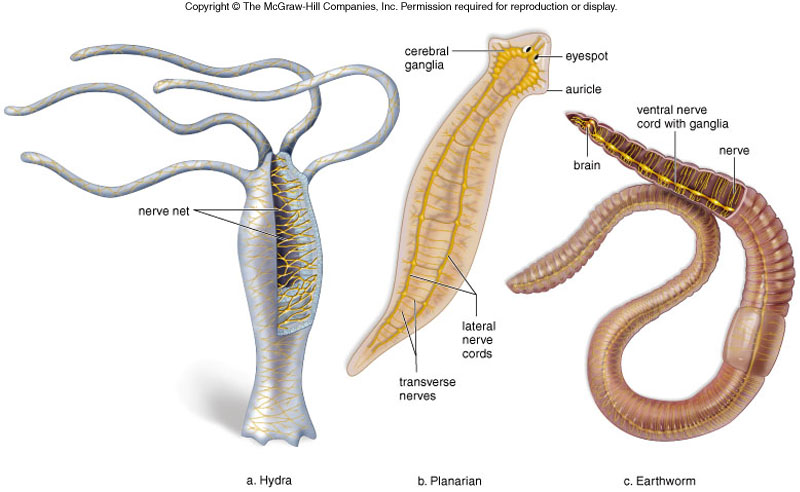 Copyright © The McGraw-Hill Companies, Inc. Permission required for reproduction or display.
nerve net
a. Hydra
cerebral
ganglia
eyespot
auricle
lateral
nerve
cords
transverse
nerves
b. Planarian
ventral nerve
cord with ganglia
brain
nerve
c. Earthworm